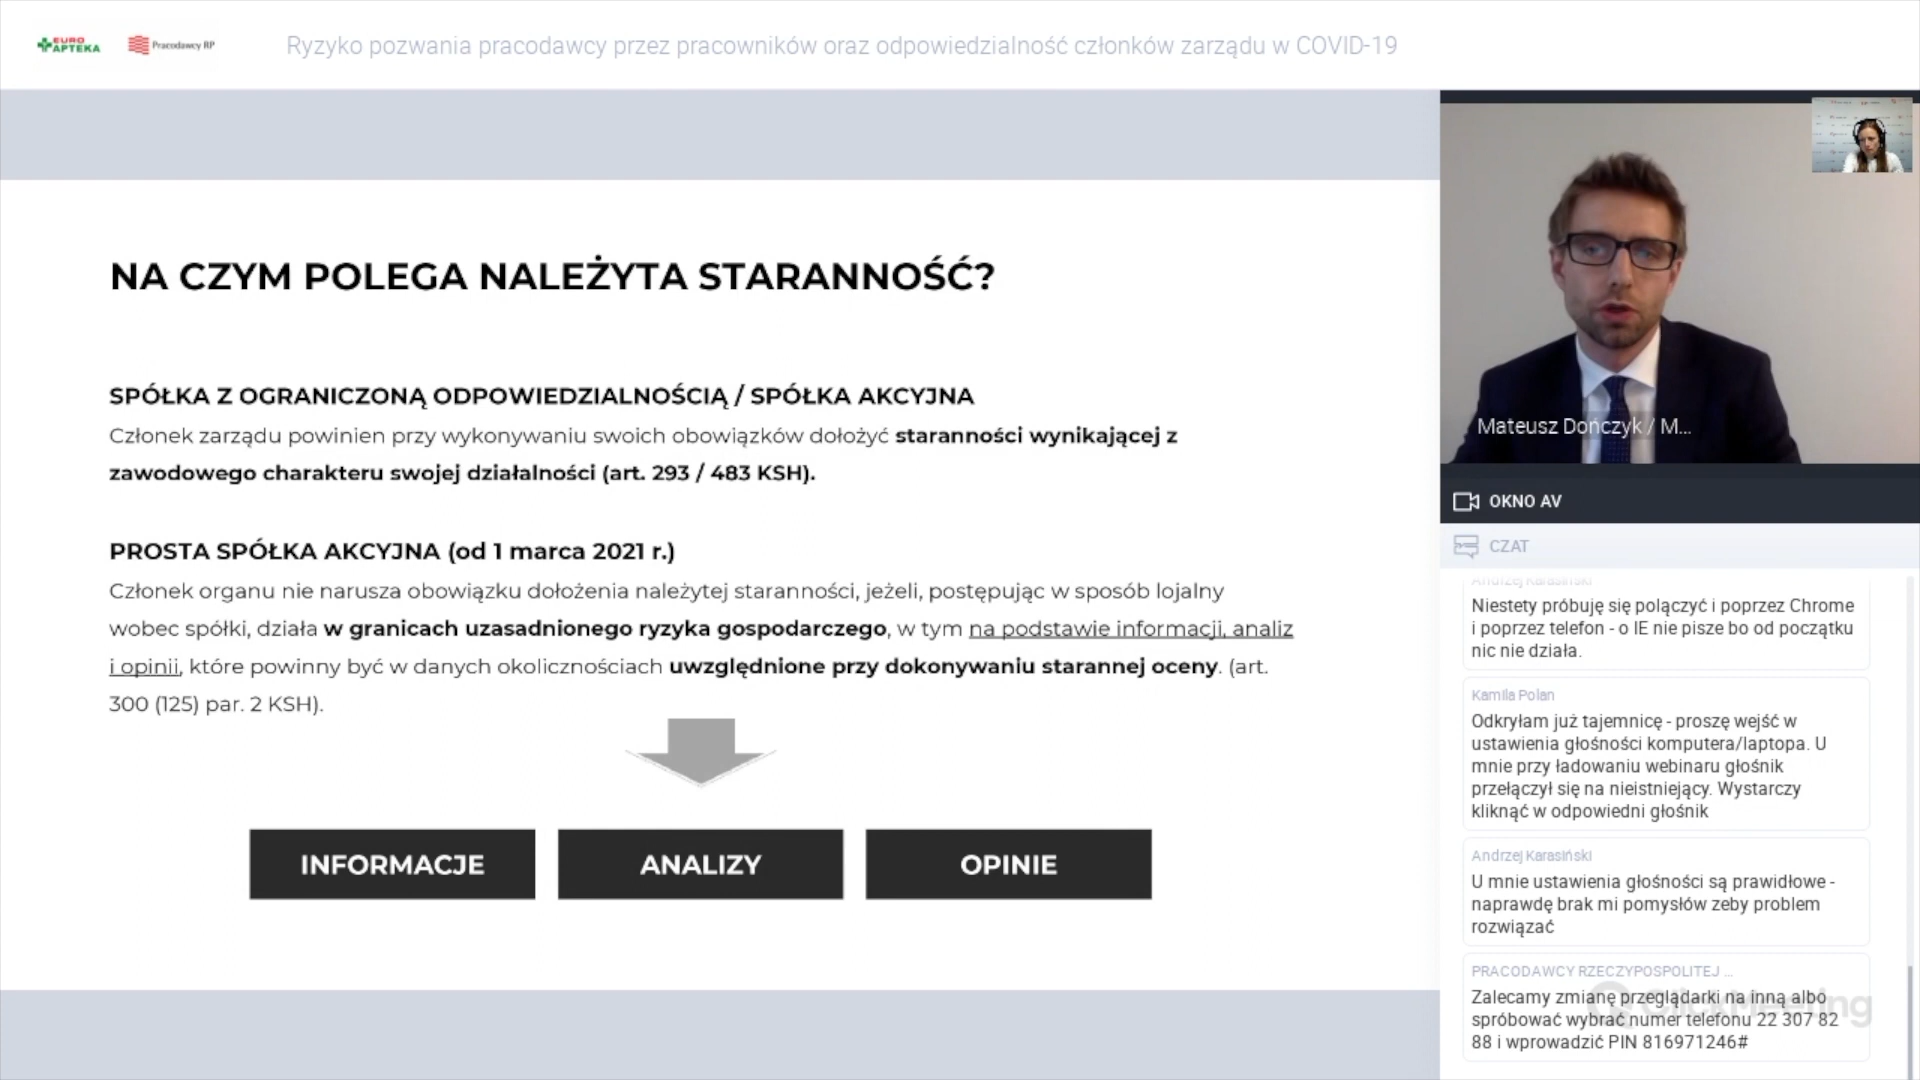 EURO
APTEKA
Pracodawcy RP
Ryzyko pozwania pracodawcy przez pracowników oraz odpowiedzialność członków zarządu w COVID-19
NA CZYM POLEGA NALEŻYTA STARANNOŚĆ?
SPÓŁKA Z OGRANICZONĄ ODPOWIEDZIALNOŚCIĄ / SPÓŁKA AKCYJNA
Członek zarządu powinien przy wykonywaniu swoich obowiązków dołożyć staranności wynikającej z
zawodowego charakteru swojej działalności (art. 293 / 483 KSH).
PROSTA SPÓŁKA AKCYJNA (od 1 marca 2021 r.)
Członek organu nie narusza obowiązku dołożenia należytej staranności, jeżeli, postępując w sposób lojalny
wobec spółki, działa w granicach uzasadnionego ryzyka gospodarczego, w tym na podstawie informacji, analiz
i opinii, które powinny być w danych okolicznościach uwzględnione przy dokonywaniu starannej oceny. (art.
300 (125) par. 2 KSH).
INFORMACJE
ANALIZY
OPINIE
Mateusz Dończyk / M...
OKNO AV
CZAT
Andrzej Karasiński
Niestety próbuję się połączyć i poprzez Chrome
i poprzez telefon - o IE nie pisze bo od początku
nic nie działa.
Kamila Polan
Odkryłam już tajemnicę - proszę wejść w
ustawienia głośności komputera/laptopa. U
mnie przy ładowaniu webinaru głośnik
przełączył się na nieistniejący. Wystarczy
kliknąć w odpowiedni głośnik
Andrzej Karasiński
U mnie ustawienia głośności są prawidłowe -
naprawdę brak mi pomysłów zeby problem
rozwiązać
PRACODAWCY RZECZYPOSPOLITEJ ...
Zalecamy zmianę przeglądarki na inną albo
spróbować wybrać numer telefonu 22 307 82
88 i wprowadzić PIN 816971246#
ClickMeeting